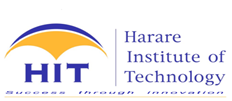 HIT
Harare
Institute of
Technology
Success through innovation